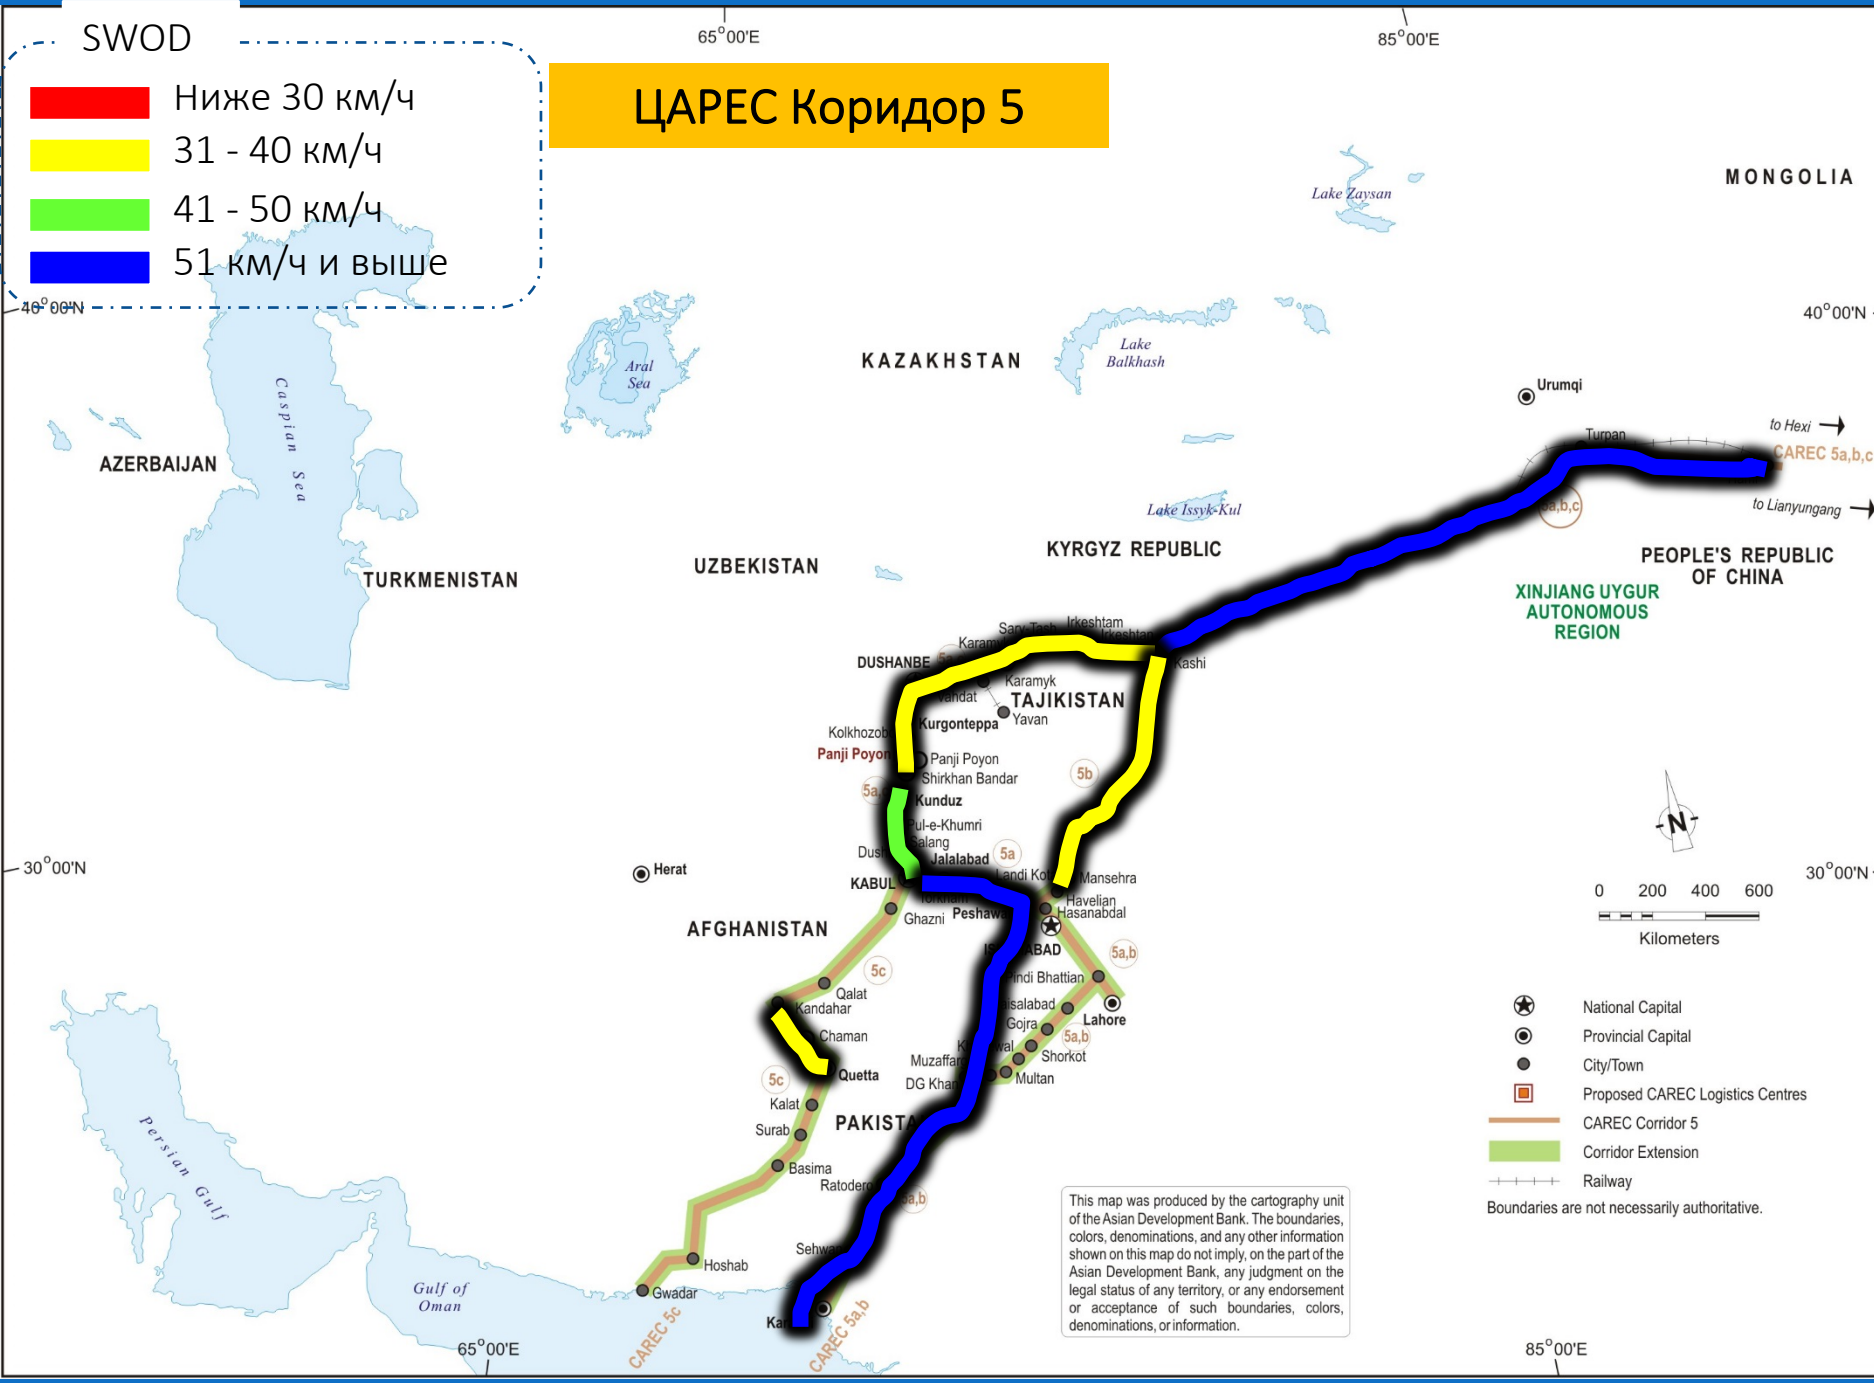 SWOD
Ниже 30 км/ч
31 - 40 км/ч
41 - 50 км/ч
51 км/ч и выше
ЦАРЕС Коридор 5
65°00'E
85°00'E
40°00'N
40°00'N
MONGOLIA
Lake Zaysan
KAZAKHSTAN
Lake
Balkhash
Aral
Sea
Caspian Sea
Urumqi
to Hexi
Turpan
CAREC 5a,b,c
AZERBAIJAN
5a,b,c
to Lianyungang
Lake Issyk-Kul
KYRGYZ REPUBLIC
PEOPLE'S REPUBLIC
OF CHINA
UZBEKISTAN
TURKMENISTAN
XINJIANG UYGUR
AUTONOMOUS
REGION
Irkeshtam
Sary-Tash
Kashi
DUSHANBE
Karamyk
TAJIKISTAN
Yavan
Kurgonteppa
Panji Poyon
Panji Poyon
Shirkhan Bandar
5b
Kunduz
Pul-e-Khumri
Salang
5a
Jalalabad
30°00'N
30°00'N
Herat
KABUL
Mansehra
Havelian
Hasanabdal
Ghazni
AFGHANISTAN
N
0 200 400 600
Kilometers
5c
5a,b
Pindi Bhattian
Qalat
Kandahar
Lahore
Gojra
Chaman
5a,b
Shorkot
Quetta
5c
Multan
Kalat
Surab
PAKISTA
Basima
Hoshab
Gwadar
Persian Gulf
Gulf of
Oman
CAREC 5c
CAREC 5a,b
65°00'E
85°00'E
National Capital
Provincial Capital
City/Town
Proposed CAREC Logistics Centres
CAREC Corridor 5
Corridor Extension
Railway
Boundaries are not necessarily authoritative.
This map was produced by the cartography unit
of the Asian Development Bank. The boundaries,
colors, denominations, and any other information
shown on this map do not imply, on the part of the
Asian Development Bank, any judgment on the
legal status of any territory, or any endorsement
or acceptance of such boundaries, colors,
denominations, or information.